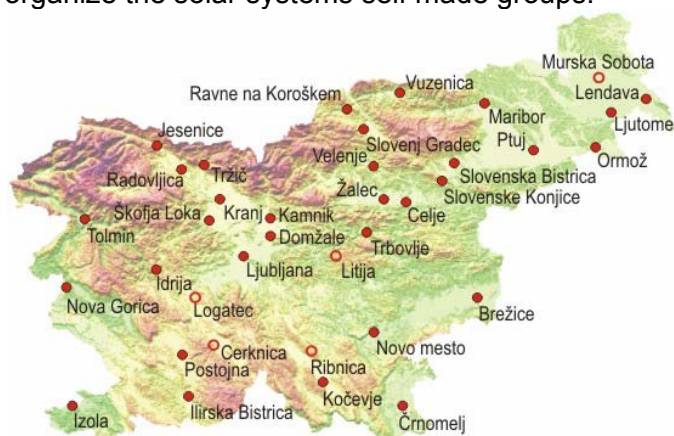 organize the solar systems self made groups.
Murska Sobota
Vuzenica
Ravne na Koroškem
Lendava
Maribor
Ljutome
Ptuj
Jesenice
Slovenj Gradec
Ormož
Velenje
Tržič
Radovljica
Slovenska Bistrica
Žalec
Slovenske Konjice
Škofja Loka
Kranj
Kamnik
Celje
Tolmin
Domžale
Trbovlje
Ljubljana
Litija
Idrija
Nova Gorica
Logatec
Brežice
Novo mesto
Cerknica
Ribnica
Postojna
Kočevje
Ilirska Bistrica
Izola
Črnomelj